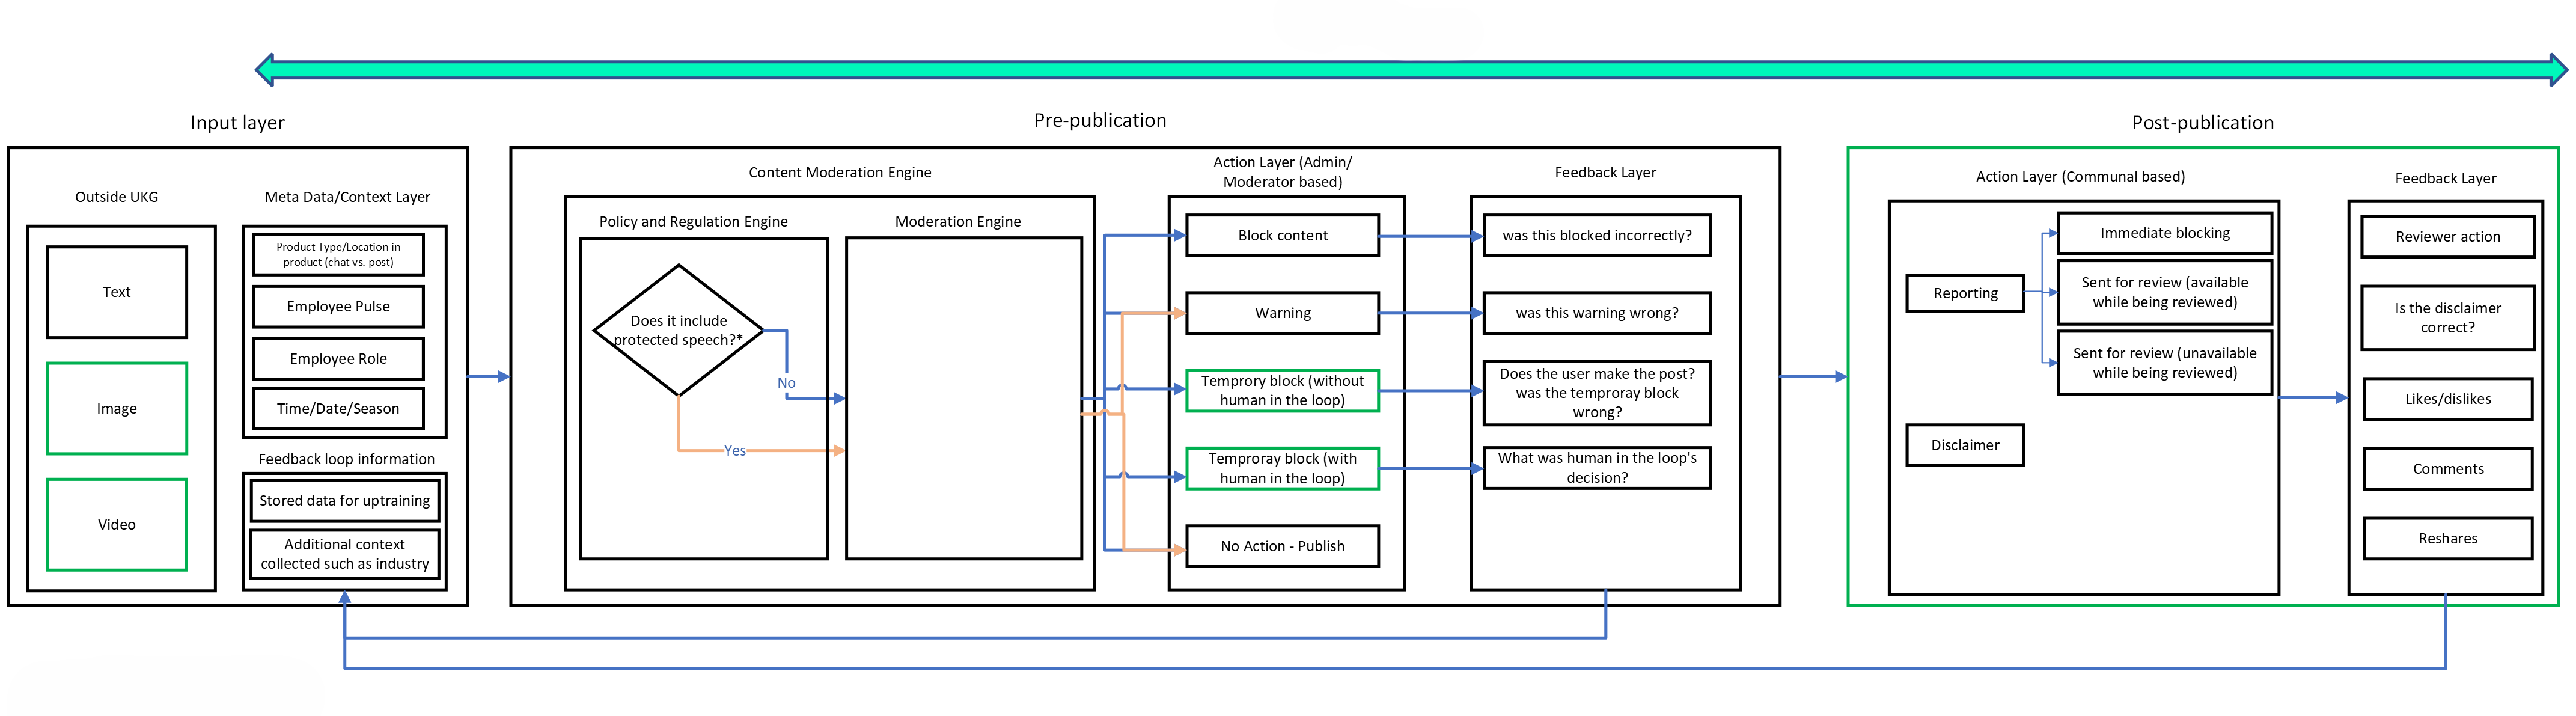 Input layer
Outside UKG
Text
Image
Video
Meta Data/Context Layer
Product Type/Location in
product (chat vs. post)
Employee Pulse
Employee Role
Time/Date/Season
Feedback loop information
Stored data for uptraining
Additional context
collected such as industry
Pre-publication
Content Moderation Engine
Policy and Regulation Engine
Does it include
protected speech?*
No
Yes
Moderation Engine
Action Layer (Admin/
Moderator based)
Block content
Warning
Temprory block (without
human in the loop)
Temproray block (with
human in the loop)
No Action - Publish
Feedback Layer
was this blocked incorrectly?
was this warning wrong?
Does the user make the post?
was the temproray block
wrong?
What was human in the loop's
decision?
Post-publication
Action Layer (Communal based)
Reporting
Immediate blocking
Sent for review (available
while being reviewed)
Sent for review (unavailable
while being reviewed)
Disclaimer
Feedback Layer
Reviewer action
Is the disclaimer
correct?
Likes/dislikes
Comments
Reshares